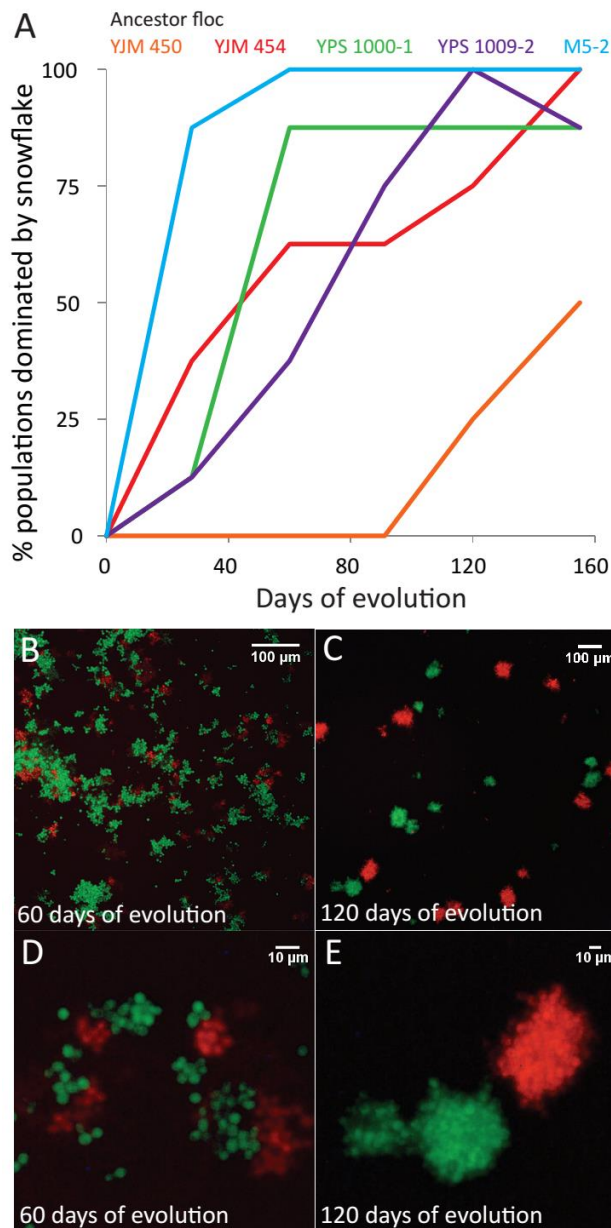 A
Ancestor floc
YJM 450 YJM 454 YPS 1000-1 YPS 1009-2 M5-2
% populations dominated by snowflake
100
75
50
25
0
0 40 80 120 160
Days of evolution
B
100 µm
60 days of evolution
C
100 µm
120 days of evolution
D
10 µm
60 days of evolution
E
10 µm
120 days of evolution